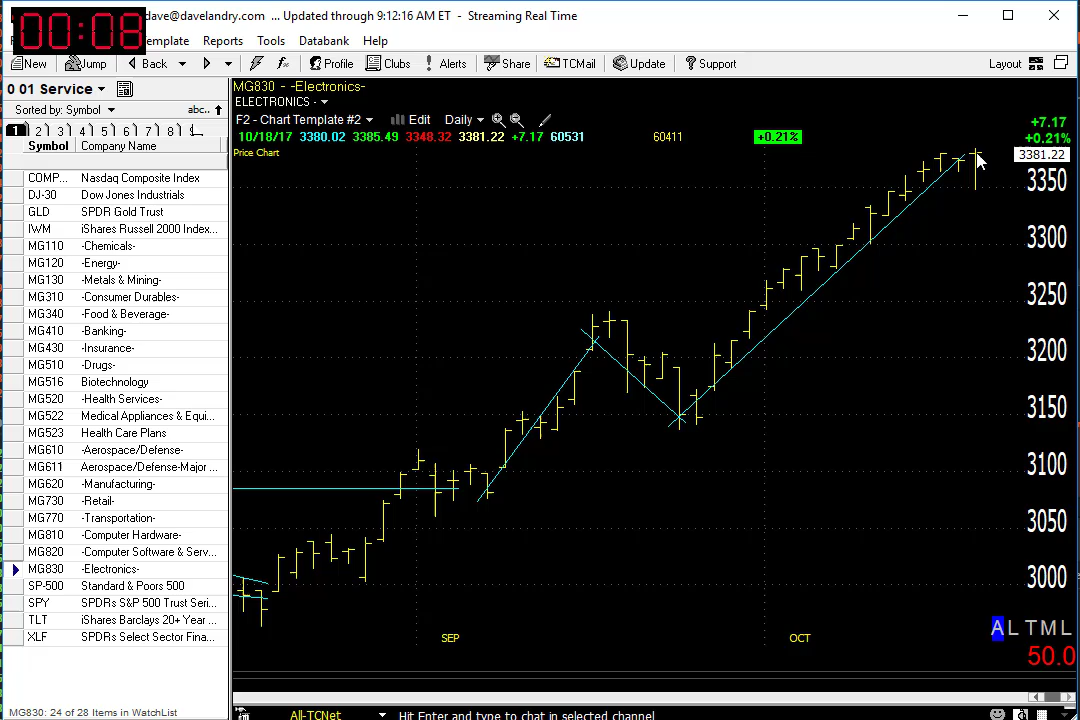 00:08
dave@davelandry.com ... Updated through 9:12:16 AM ET - Streaming Real Time
emplate Reports Tools Databank Help
New Jump Back Profile Clubs Alerts Share TCMail Update Support Layout
0 01 Service
Sorted by: Symbol abc..
1 2 3 4 5 6 7 8
Symbol Company Name
COMP... Nasdaq Composite Index
DJ-30 Dow Jones Industrials
GLD SPDR Gold Trust
IWM iShares Russell 2000 Index...
MG110 -Chemicals-
MG120 -Energy-
MG130 -Metals & Mining-
MG310 -Consumer Durables-
MG340 -Food & Beverage-
MG410 -Banking-
MG430 -Insurance-
MG510 -Drugs-
MG516 Biotechnology
MG520 -Health Services-
MG522 Medical Appliances & Equi...
MG523 Health Care Plans
MG610 -Aerospace/Defense-
MG611 Aerospace/Defense-Major ...
MG620 -Manufacturing-
MG730 -Retail-
MG770 -Transportation-
MG810 -Computer Hardware-
MG820 -Computer Software & Serv...
MG830 -Electronics-
SP-500 Standard & Poors 500
SPY SPDRs S&P 500 Trust Seri...
TLT iShares Barclays 20+ Year ...
XLF SPDRs Select Sector Fina...
MG830: 24 of 28 Items in WatchList
MG830 - -Electronics-
ELECTRONICS -
F2 - Chart Template #2 Edit Daily
10/18/17 3380.02 3385.49 3348.32 3381.22 +7.17 60531 60411 +0.21%
Price Chart
+7.17
+0.21%
3381.22
3350
3300
3250
3200
3150
3100
3050
3000
SEP OCT
A L T M L
50.0
All-TCNet Hit Enter and type to chat in selected channel